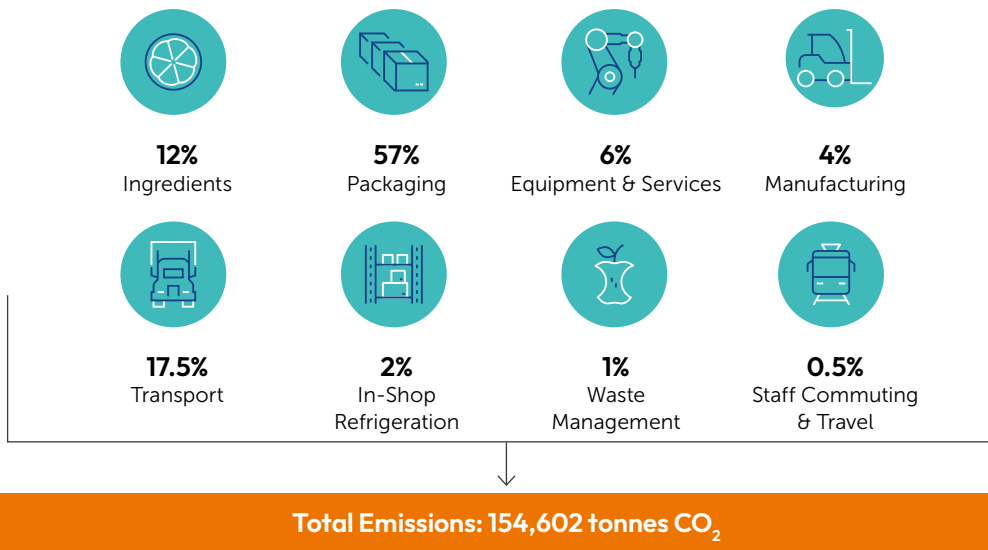 12%
Ingredients
57%
Packaging
6%
Equipment & Services
4%
Manufacturing
17.5%
Transport
2%
In-Shop
Refrigeration
1%
Waste
Management
0.5%
Staff Commuting
& Travel
Total Emissions: 154,602 tonnes CO₂